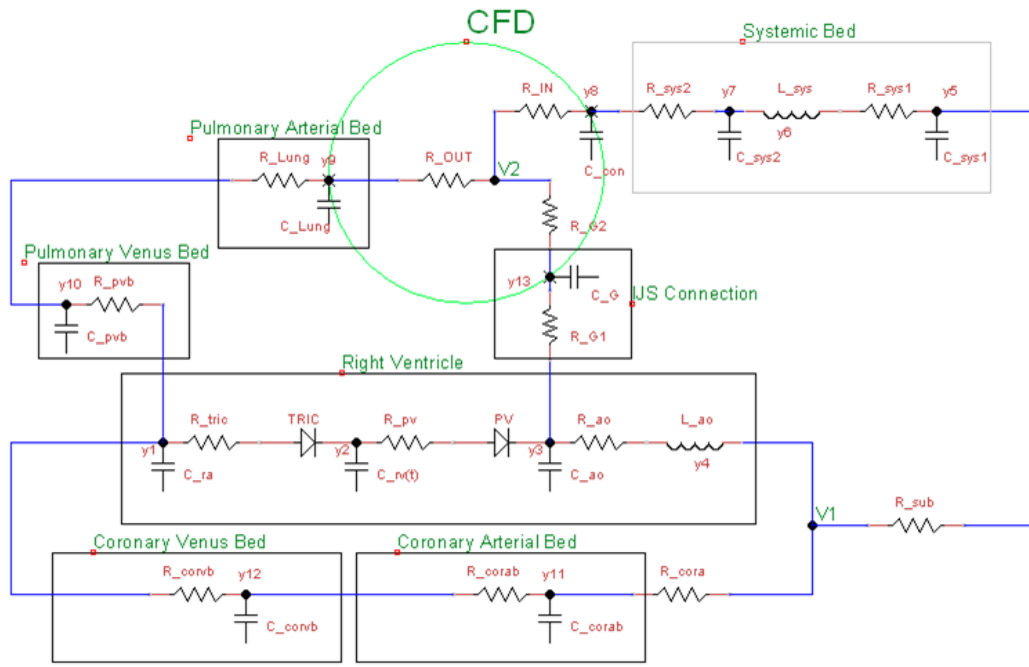 CFD
Systemic Bed
R_IN y8 R_sys2 y7 L_sys R_sys1 y5
y6
C_con C_sys2 C_sys1
Pulmonary Arterial Bed
R_Lung y9 R_OUT V2
C_Lung
R_G2
Pulmonary Venus Bed
y10 R_pvb
C_pvb
y13 C_G
IJS Connection
R_G1
Right Ventricle
R_tric TRIC R_pv PV R_ao L_ao
y1 y2 y3 y4
C_ra C_rv(t) C_ao
V1 R_sub
Coronary Venus Bed Coronary Arterial Bed
R_corvb y12 R_corab y11 R_cora
C_corvb C_corab